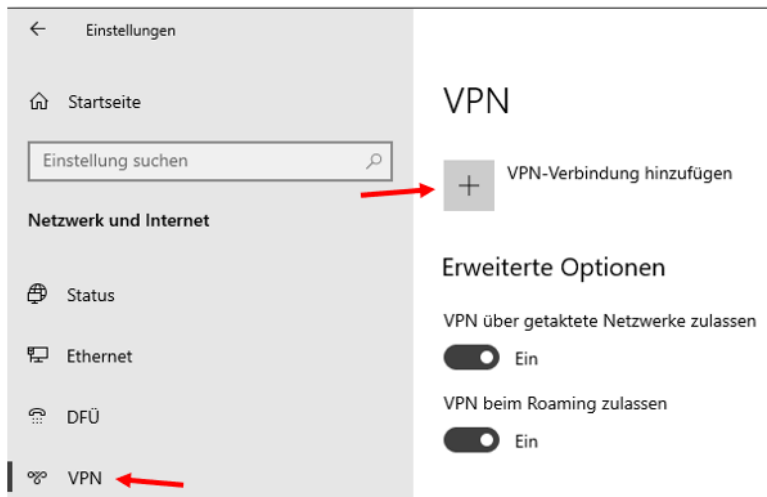 Einstellungen
Startseite
Einstellung suchen
Netzwerk und Internet
Status
Ethernet
DFÜ
VPN
VPN
VPN-Verbindung hinzufügen
Erweiterte Optionen
VPN über getaktete Netzwerke zulassen
Ein
VPN beim Roaming zulassen
Ein